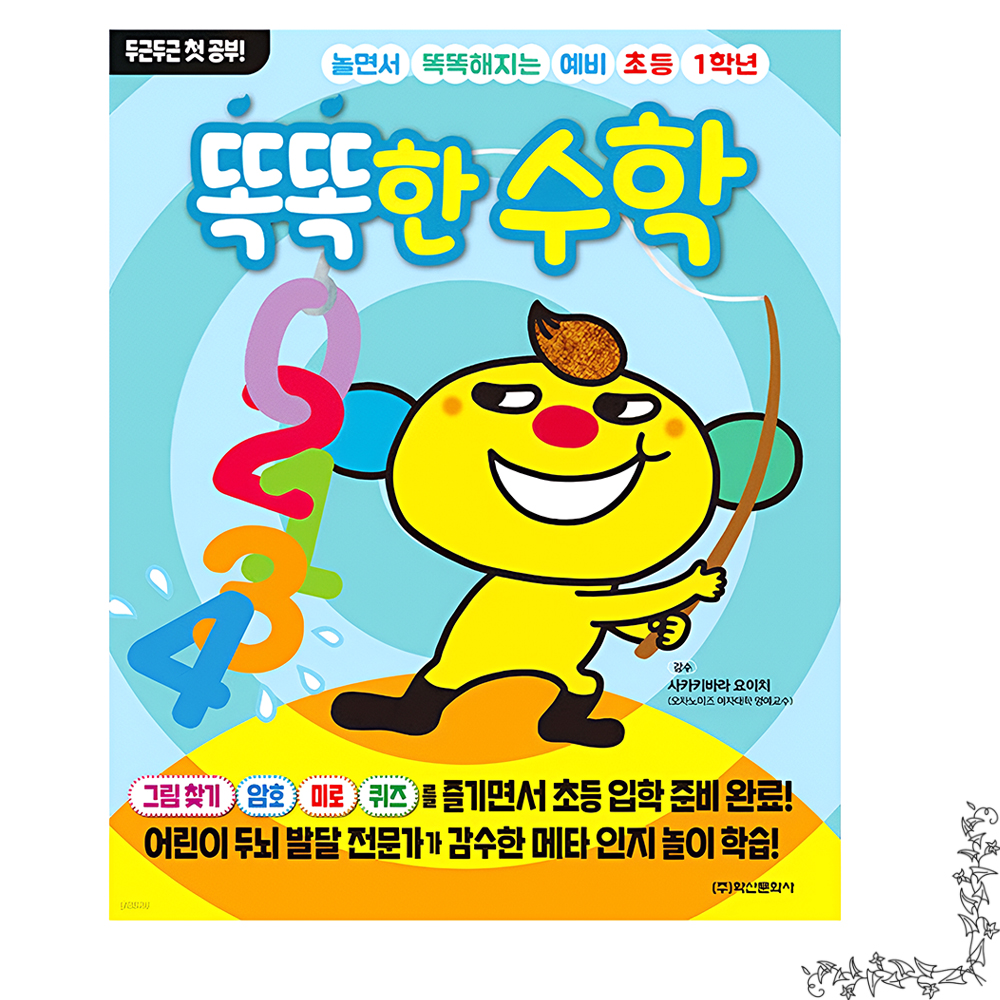 두근두근 첫 공부!
놀면서 똑똑해지는 예비 초등 1학년
똑똑한 수학
0
2
1
3
4
감수
사카키바라 요이치
(오차노미즈 여자대학 명예교수)
그림 찾기 암호 미로 퀴즈를 즐기면서 초등 입학 준비 완료!
어린이 두뇌 발달 전문가가 감수한 메타 인지 놀이 학습!
(주)학산문화사